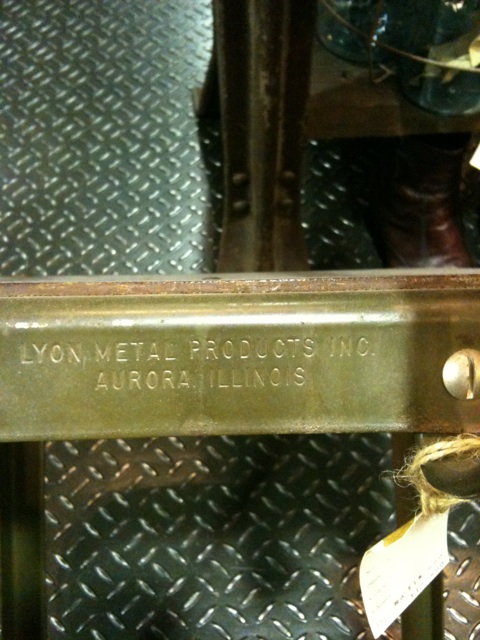 LYON METAL PRODUCTS INC.
AURORA, ILLINOIS